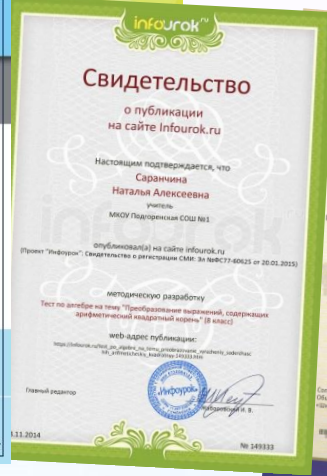 infourok.ru
Свидетельство
о публикации
на сайте Infourok.ru
Настоящим подтверждается, что
Саранчина
Наталья Алексеевна
учитель
МКОУ Подгоренская СОШ №1
опубликовал(а) на сайте infourok.ru
(Проект "Инфоурок": Свидетельство о регистрации СМИ: Эл №ФС77-60625 от 20.01.2015)
методическую разработку
Тест по алгебре на тему "Преобразование выражений, содержащих
арифметический квадратный корень" (8 класс)
web-адрес публикации:
Главный редактор
«Инфоурок»
И. В.
.11.2014
№ 149333